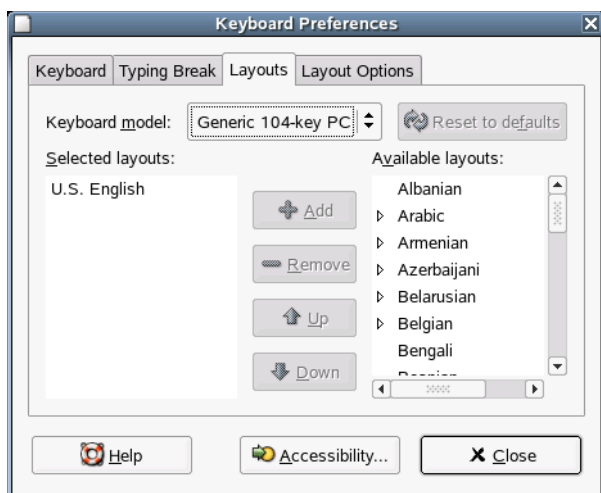 Keyboard Preferences
Keyboard Typing Break Layouts Layout Options
Keyboard model: Generic 104-key PC Reset to defaults
Selected layouts:
U.S. English
Add
Remove
Up
Down
Available layouts:
Albanian
Arabic
Armenian
Azerbaijani
Belarusian
Belgian
Bengali
Help Accessibility... Close